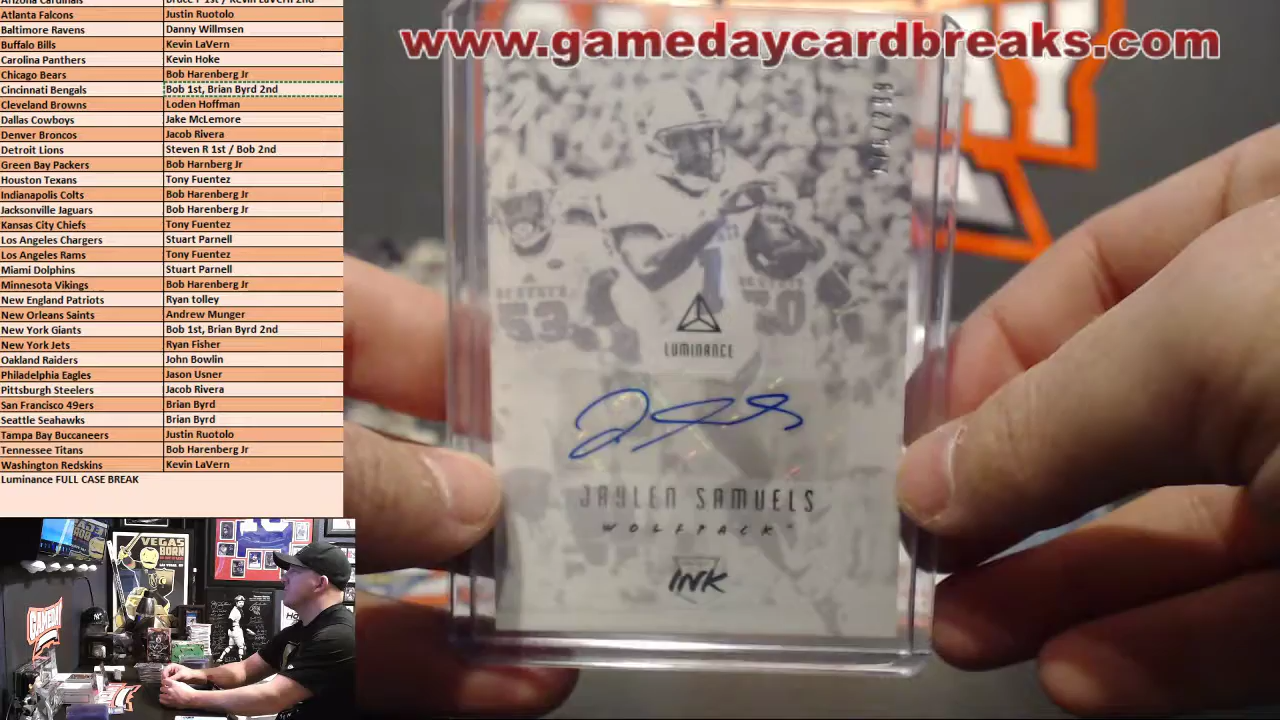 Atlanta Falcons Justin Ruotolo
Baltimore Ravens Danny Willmsen
Buffalo Bills Kevin LaVern
Carolina Panthers Kevin Hoke
Chicago Bears Bob Harenberg Jr
Cincinnati Bengals Bob 1st, Brian Byrd 2nd
Cleveland Browns Loden Hoffman
Dallas Cowboys Jake McLemore
Denver Broncos Jacob Rivera
Detroit Lions Steven R 1st / Bob 2nd
Green Bay Packers Bob Harnberg Jr
Houston Texans Tony Fuentez
Indianapolis Colts Bob Harenberg Jr
Jacksonville Jaguars Bob Harenberg Jr
Kansas City Chiefs Tony Fuentez
Los Angeles Chargers Stuart Parnell
Los Angeles Rams Tony Fuentez
Miami Dolphins Stuart Parnell
Minnesota Vikings Bob Harenberg Jr
New England Patriots Ryan tolley
New Orleans Saints Andrew Munger
New York Giants Bob 1st, Brian Byrd 2nd
New York Jets Ryan Fisher
Oakland Raiders John Bowlin
Philadelphia Eagles Jason Usner
Pittsburgh Steelers Jacob Rivera
San Francisco 49ers Brian Byrd
Seattle Seahawks Brian Byrd
Tampa Bay Buccaneers Justin Ruotolo
Tennessee Titans Bob Harenberg Jr
Washington Redskins Kevin LaVern
Luminance FULL CASE BREAK
www.gamedaycardbreaks.com
53
1
70
LUMINANCE
JAYLEN SAMUELS
WOLFPACK
INK
VEGAS
BORN
GAMEDAY